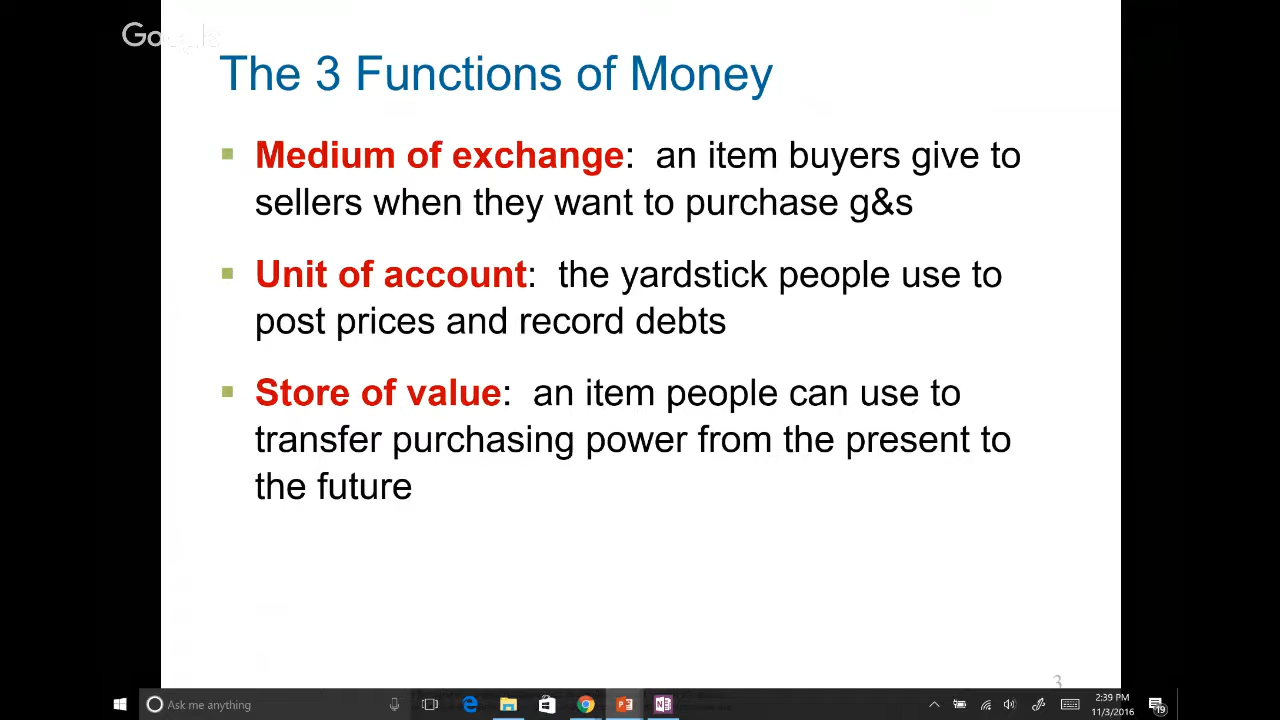 The 3 Functions of Money
Medium of exchange: an item buyers give to
sellers when they want to purchase g&s
Unit of account: the yardstick people use to
post prices and record debts
Store of value: an item people can use to
transfer purchasing power from the present to
the future
3
Ask me anything
2:39 PM
11/3/2016
19